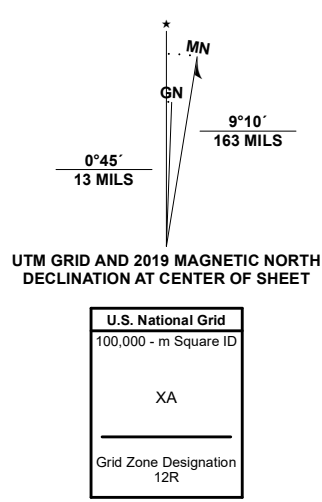 ★
MN
GN
9°10´
163 MILS
0°45´
13 MILS
UTM GRID AND 2019 MAGNETIC NORTH
DECLINATION AT CENTER OF SHEET
U.S. National Grid
100,000 - m Square ID
XA
Grid Zone Designation
12R